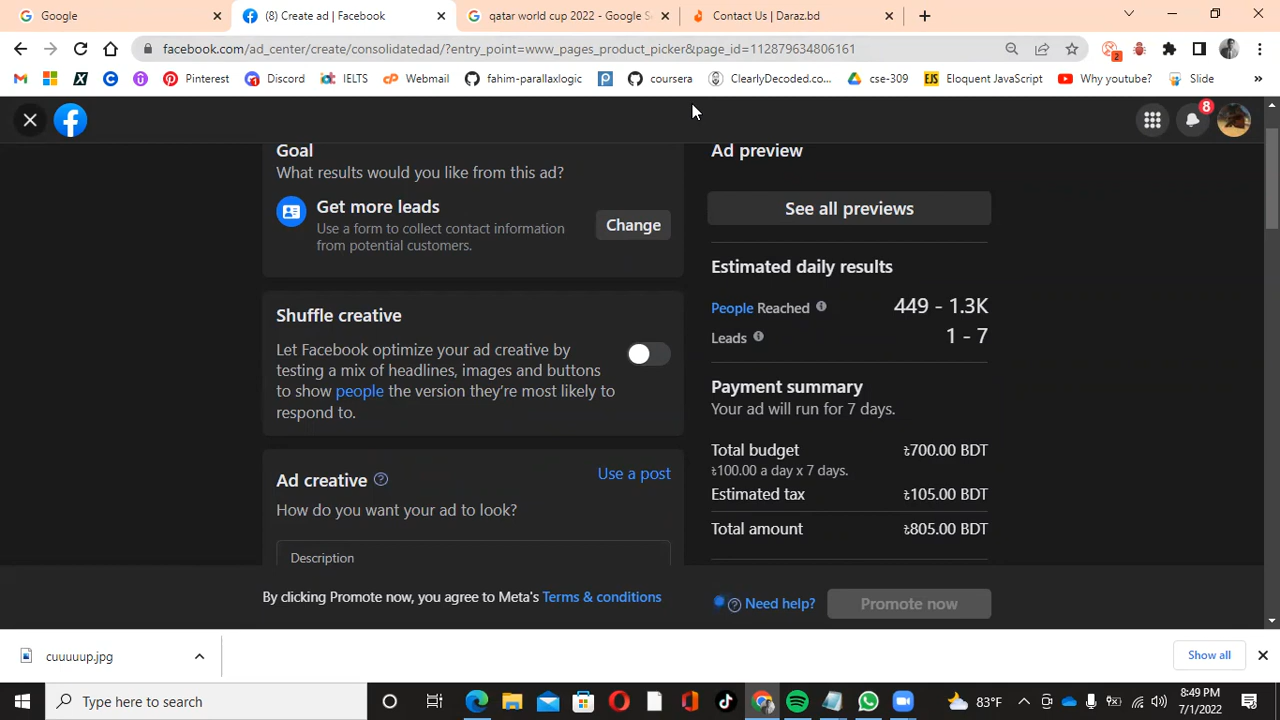 Google
(8) Create ad | Facebook
qatar world cup 2022 - Google S
Contact Us | Daraz.bd
facebook.com/ad_center/create/consolidatedad/?entry_point=www_pages_product_picker&page_id=112879654806161
2
Pinterest
Discord
IELTS
Webmail
fahim-parallaxlogic
coursera
ClearlyDecoded.co...
cse-309
EJS
Eloquent JavaScript
Why youtube?
Slide
8
Goal
What results would you like from this ad?
Get more leads
Use a form to collect contact information
from potential customers.
Change
Shuffle creative
Let Facebook optimize your ad creative by
testing a mix of headlines, images and buttons
to show people the version they're most likely to
respond to.
Ad creative
Use a post
How do you want your ad to look?
Description
Ad preview
See all previews
Estimated daily results
People Reached 449 - 1.3K
Leads 1 - 7
Payment summary
Your ad will run for 7 days.
Total budget ৳700.00 BDT
৳100.00 a day x 7 days.
Estimated tax ৳105.00 BDT
Total amount ৳805.00 BDT
By clicking Promote now, you agree to Meta's Terms & conditions
Need help?
Promote now
cuuuuup.jpg
Show all
Type here to search
83°F
8:49 PM
7/1/2022